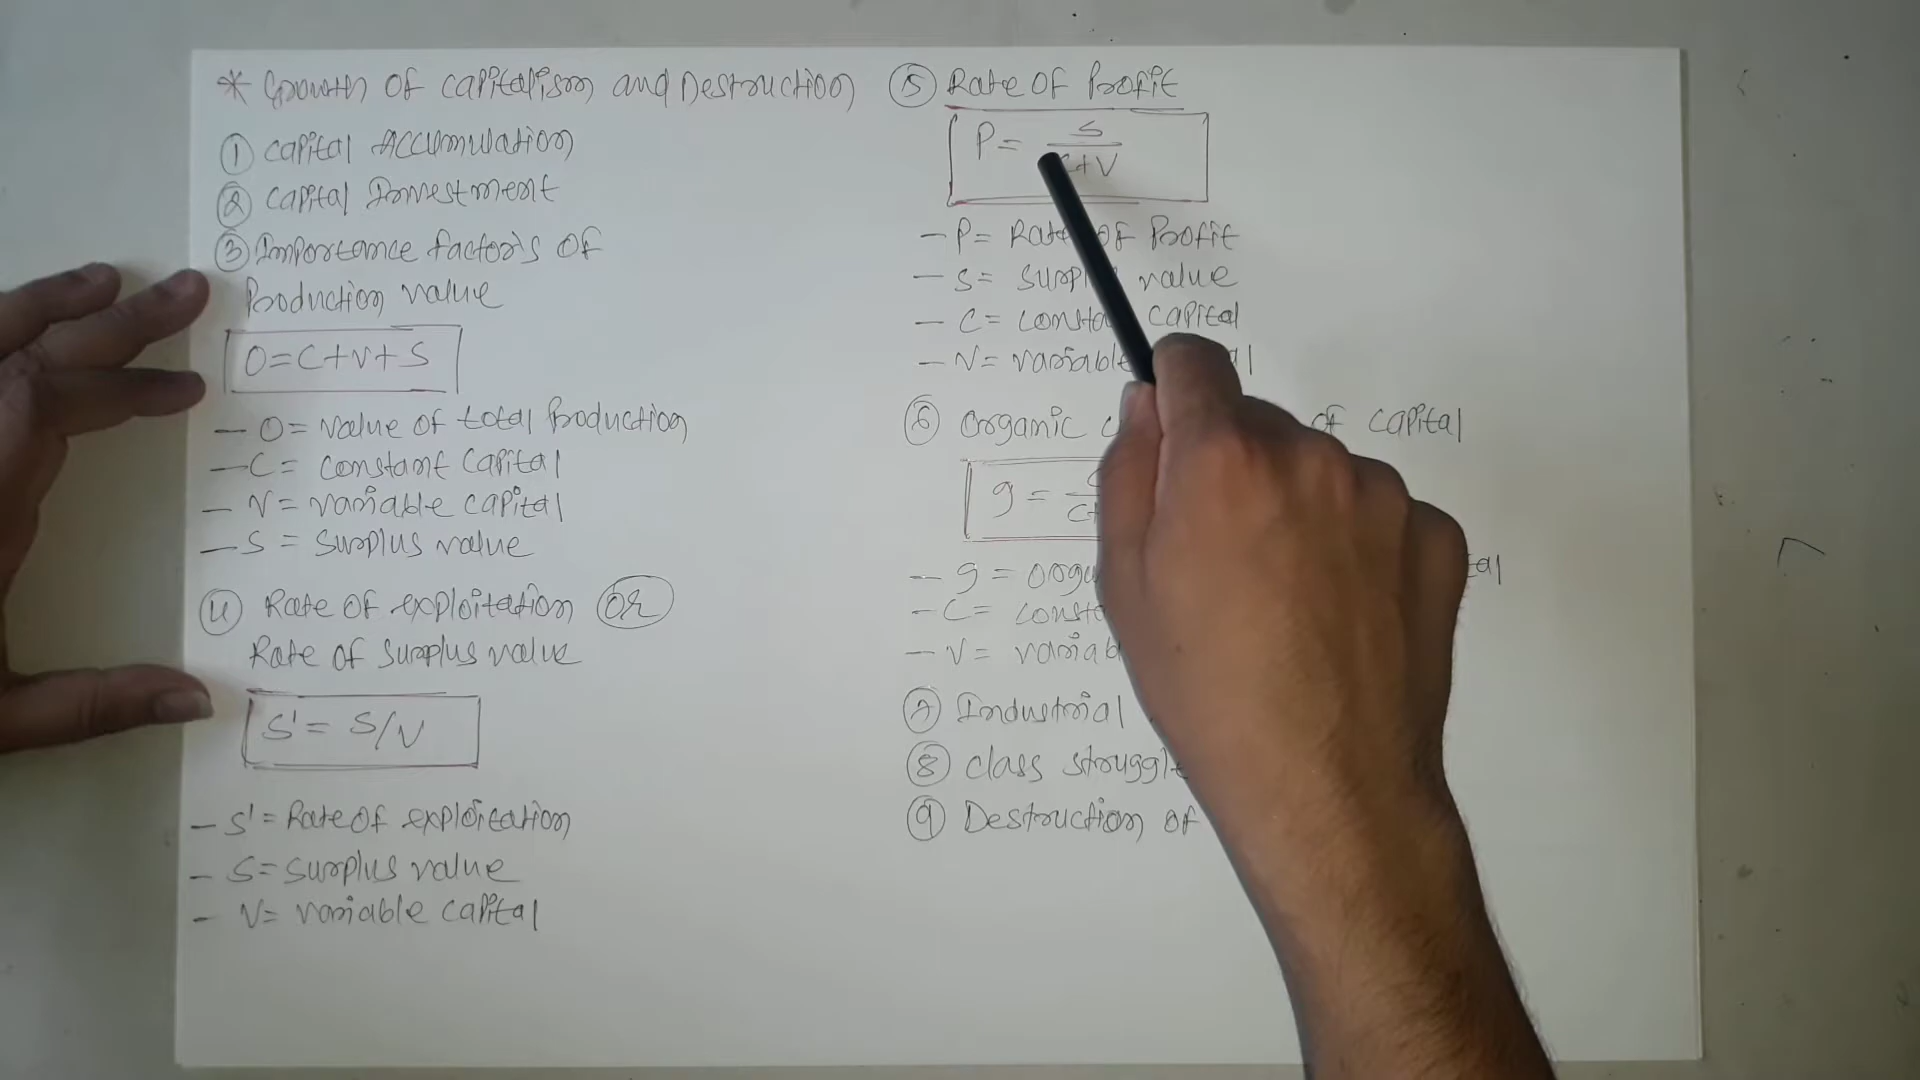 * Growth of capitalism and Destruction
① capital Accumulation
② capital Investment
③ Importance factor's of
Production value
O=C+V+S
– O= value of total Production
– C= constant capital
– V= variable capital
– S = surplus value
④ Rate of exploitation OR
Rate of surplus value
S' = S/V
– S' = Rate of exploitation
– S= surplus value
– V= variable capital
⑤ Rate of Profit
P= S
C+V
– P= Rate of Profit
– S= surplus value
– C= capital
– V= variable
⑥ organic of capital
g =
– g =
– C=
– V=
⑦ Industrial
⑧ class struggle
⑨ Destruction of